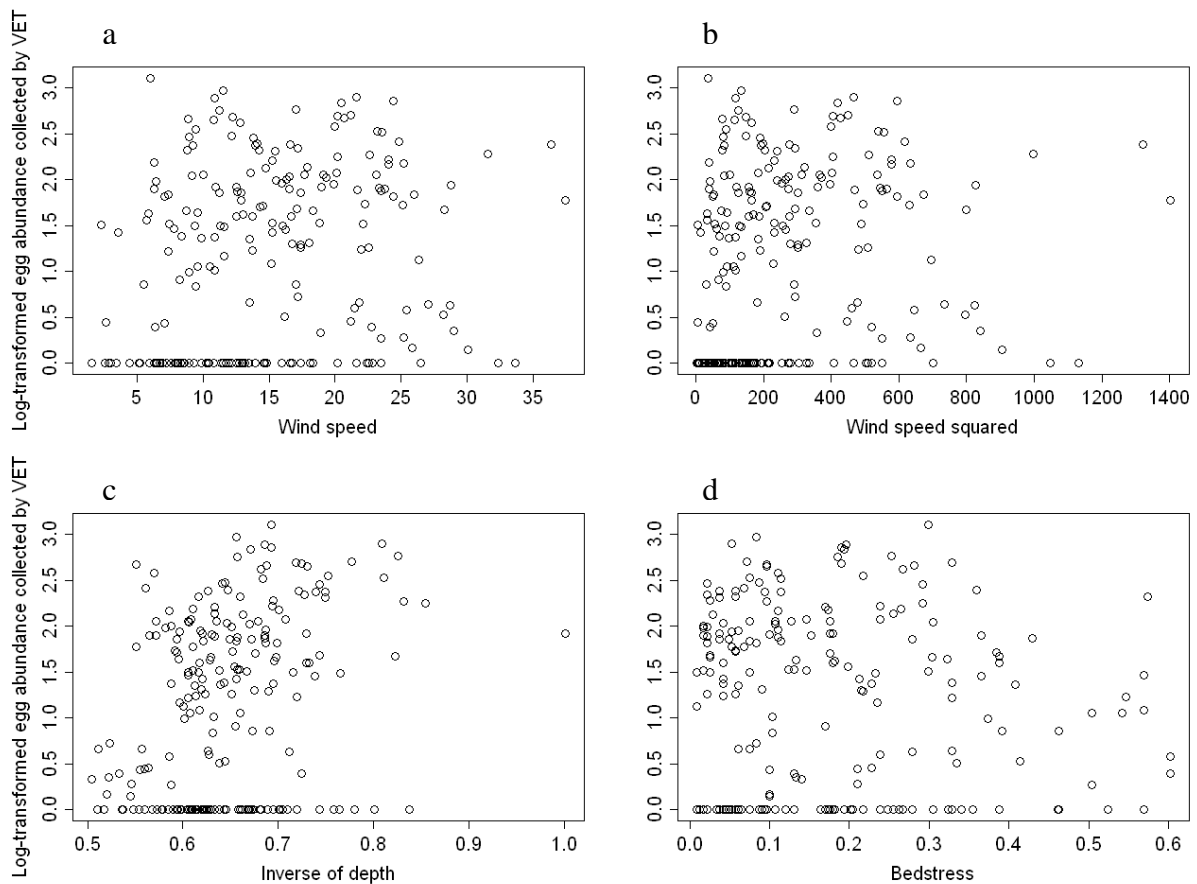 a
b
Log-transformed egg abundance collected by VET
0.0 0.5 1.0 1.5 2.0 2.5 3.0
5 10 15 20 25 30 35
Wind speed
0.0 0.5 1.0 1.5 2.0 2.5 3.0
0 200 400 600 800 1000 1200 1400
Wind speed squared
c
d
Log-transformed egg abundance collected by VET
0.0 0.5 1.0 1.5 2.0 2.5 3.0
0.5 0.6 0.7 0.8 0.9 1.0
Inverse of depth
0.0 0.5 1.0 1.5 2.0 2.5 3.0
0.0 0.1 0.2 0.3 0.4 0.5 0.6
Bedstress